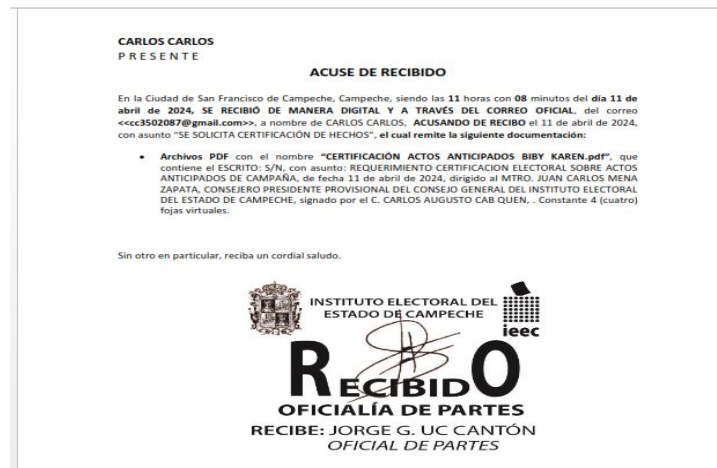 CARLOS CARLOS
P R E S E N T E
ACUSE DE RECIBIDO
En la Ciudad de San Francisco de Campeche, Campeche, siendo las 11 horas con 08 minutos del día 11 de
abril de 2024, SE RECIBIÓ DE MANERA DIGITAL Y A TRAVÉS DEL CORREO OFICIAL, del correo
<<cc3502087@gmail.com>>, a nombre de CARLOS CARLOS, ACUSANDO DE RECIBO el 11 de abril de 2024,
con asunto "SE SOLICITA CERTIFICACIÓN DE HECHOS", el cual remite la siguiente documentación:
• Archivos PDF con el nombre "CERTIFICACIÓN ACTOS ANTICIPADOS BIBY KAREN.pdf", que
contiene el ESCRITO: S/N, con asunto: REQUERIMIENTO CERTIFICACION ELECTORAL SOBRE ACTOS
ANTICIPADOS DE CAMPAÑA, de fecha 11 de abril de 2024, dirigido al MTRO. JUAN CARLOS MENA
ZAPATA, CONSEJERO PRESIDENTE PROVISIONAL DEL CONSEJO GENERAL DEL INSTITUTO ELECTORAL
DEL ESTADO DE CAMPECHE, signado por el C. CARLOS AUGUSTO CAB QUEN, . Constante 4 (cuatro)
fojas virtuales.
Sin otro en particular, reciba un cordial saludo.
INSTITUTO ELECTORAL DEL
ESTADO DE CAMPECHE
ieec
RECIBIDO
OFICIALÍA DE PARTES
RECIBE: JORGE G. UC CANTÓN
OFICIAL DE PARTES